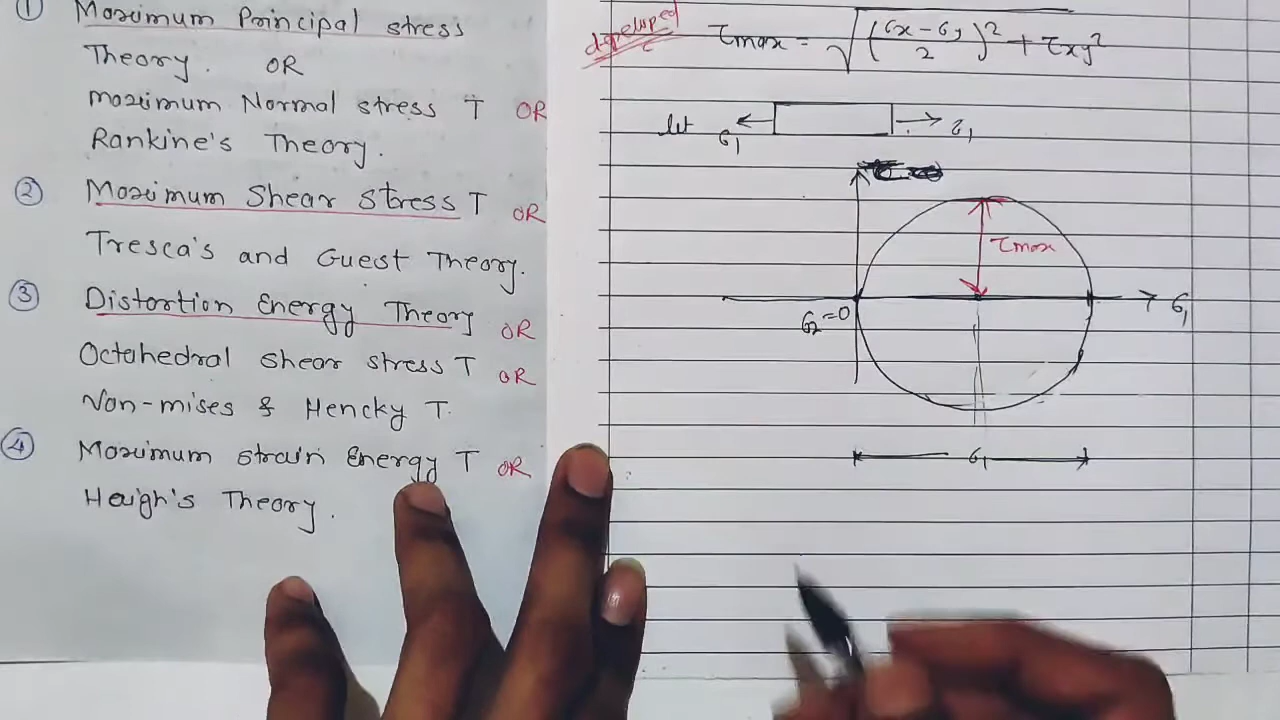 ① Maximum Principal stress
Theory. OR
Maximum Normal stress T OR
Rankine's Theory.
② Maximum Shear Stress T OR
Tresca's and Guest Theory.
③ Distortion Energy Theory OR
Octahedral shear stress T OR
Von-mises & Hencky T.
④ Maximum strain Energy T OR
Heigh's Theory.
developed
τmax = √((σx-σy/2)² + τxy²
let σ1 σ1
τmax
σ2=0 σ1
σ1